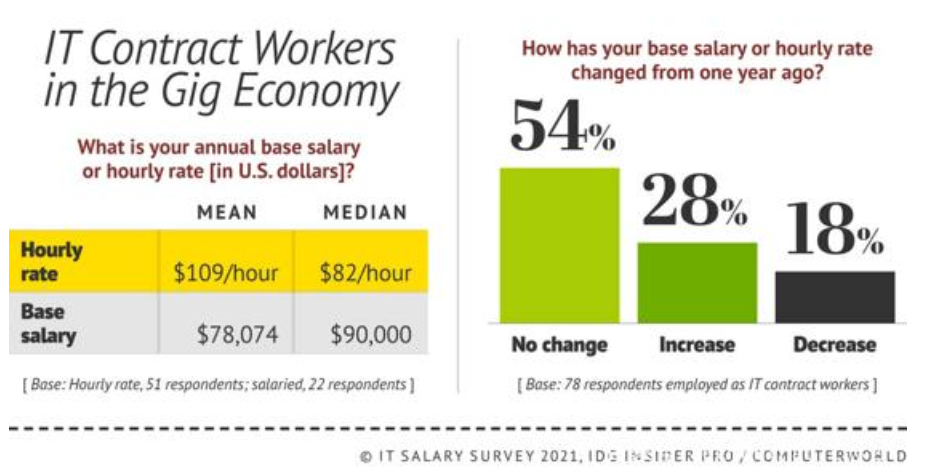 IT Contract Workers
in the Gig Economy
What is your annual base salary
or hourly rate [in U.S. dollars]?
MEAN MEDIAN
Hourly
rate $109/hour $82/hour
Base
salary $78,074 $90,000
[ Base: Hourly rate, 51 respondents; salaried, 22 respondents ]
How has your base salary or hourly rate
changed from one year ago?
54%
28%
18%
No change Increase Decrease
[ Base: 78 respondents employed as IT contract workers ]
© IT SALARY SURVEY 2021, IDG INSIDER PRO / COMPUTERWORLD